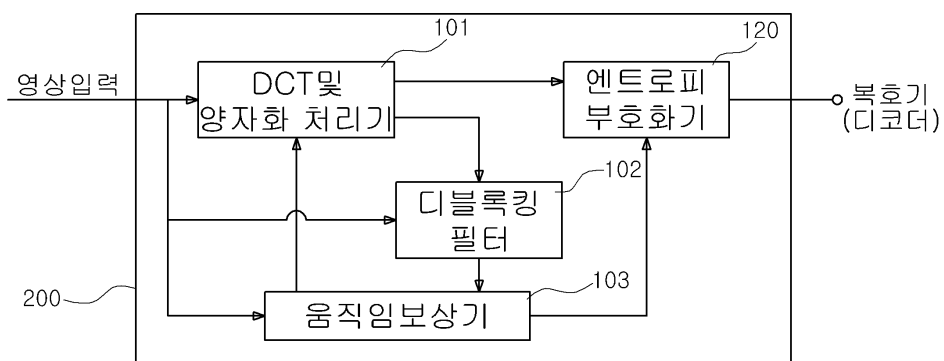 101
120
영상입력
DCT및
양자화 처리기
엔트로피
부호화기
복호기
(디코더)
102
디블록킹
필터
200
103
움직임보상기